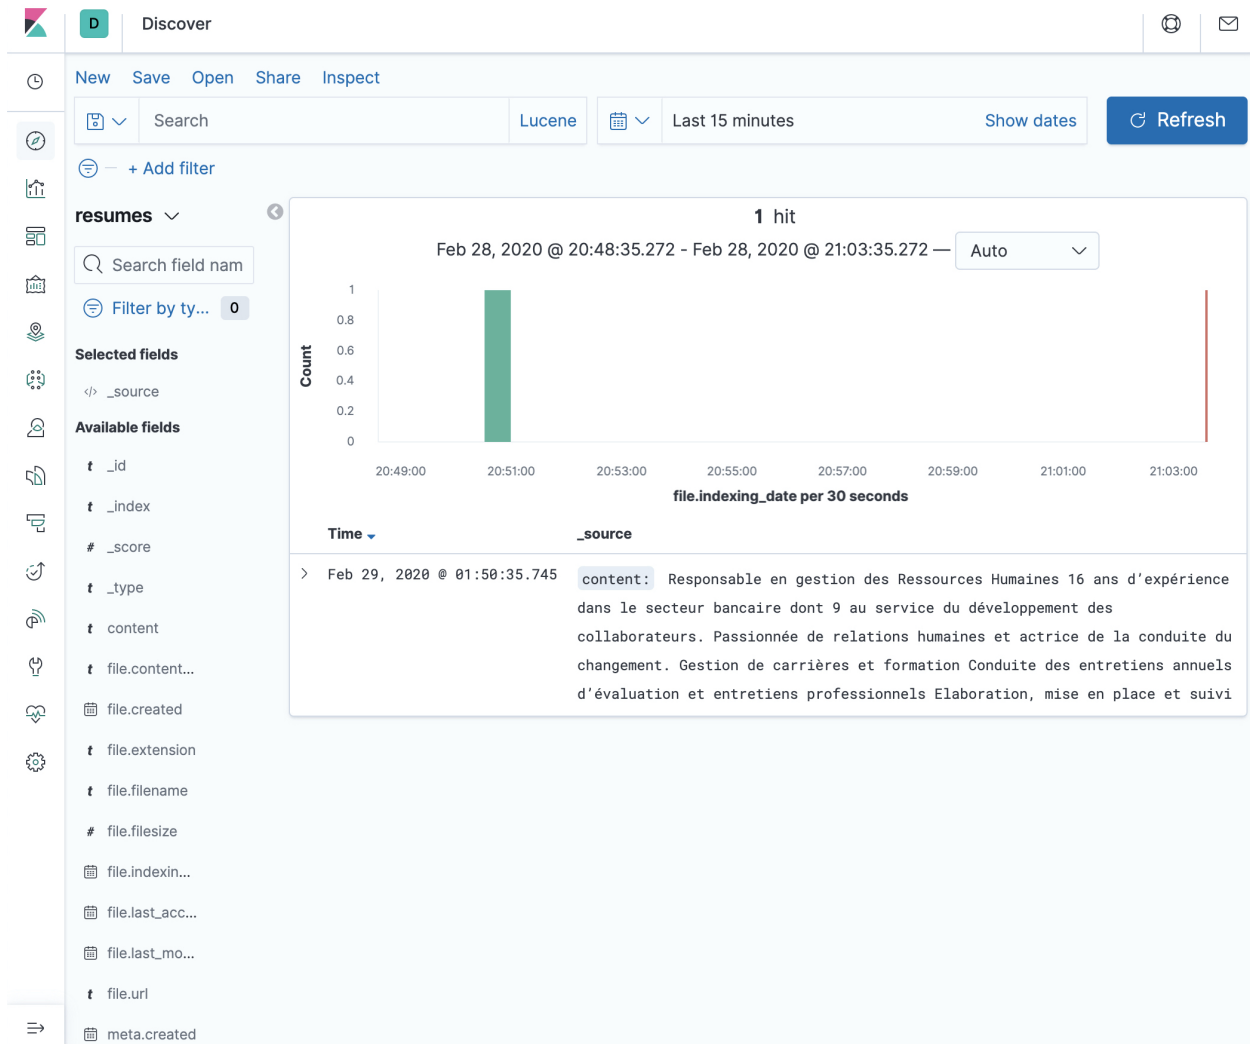 D Discover
New Save Open Share Inspect
Search Lucene Last 15 minutes Show dates Refresh
+ Add filter
resumes
Search field nam
Filter by ty... 0
Selected fields
_source
Available fields
t _id
t _index
# _score
t _type
t content
t file.content...
file.created
t file.extension
t file.filename
# file.filesize
file.indexin...
file.last_acc...
file.last_mo...
t file.url
meta.created
1 hit
Feb 28, 2020 @ 20:48:35.272 - Feb 28, 2020 @ 21:03:35.272 — Auto
Count
1
0.8
0.6
0.4
0.2
0
20:49:00 20:51:00 20:53:00 20:55:00 20:57:00 20:59:00 21:01:00 21:03:00
file.indexing_date per 30 seconds
Time _source
Feb 29, 2020 @ 01:50:35.745 content: Responsable en gestion des Ressources Humaines 16 ans d’expérience
dans le secteur bancaire dont 9 au service du développement des
collaborateurs. Passionnée de relations humaines et actrice de la conduite du
changement. Gestion de carrières et formation Conduite des entretiens annuels
d’évaluation et entretiens professionnels Elaboration, mise en place et suivi